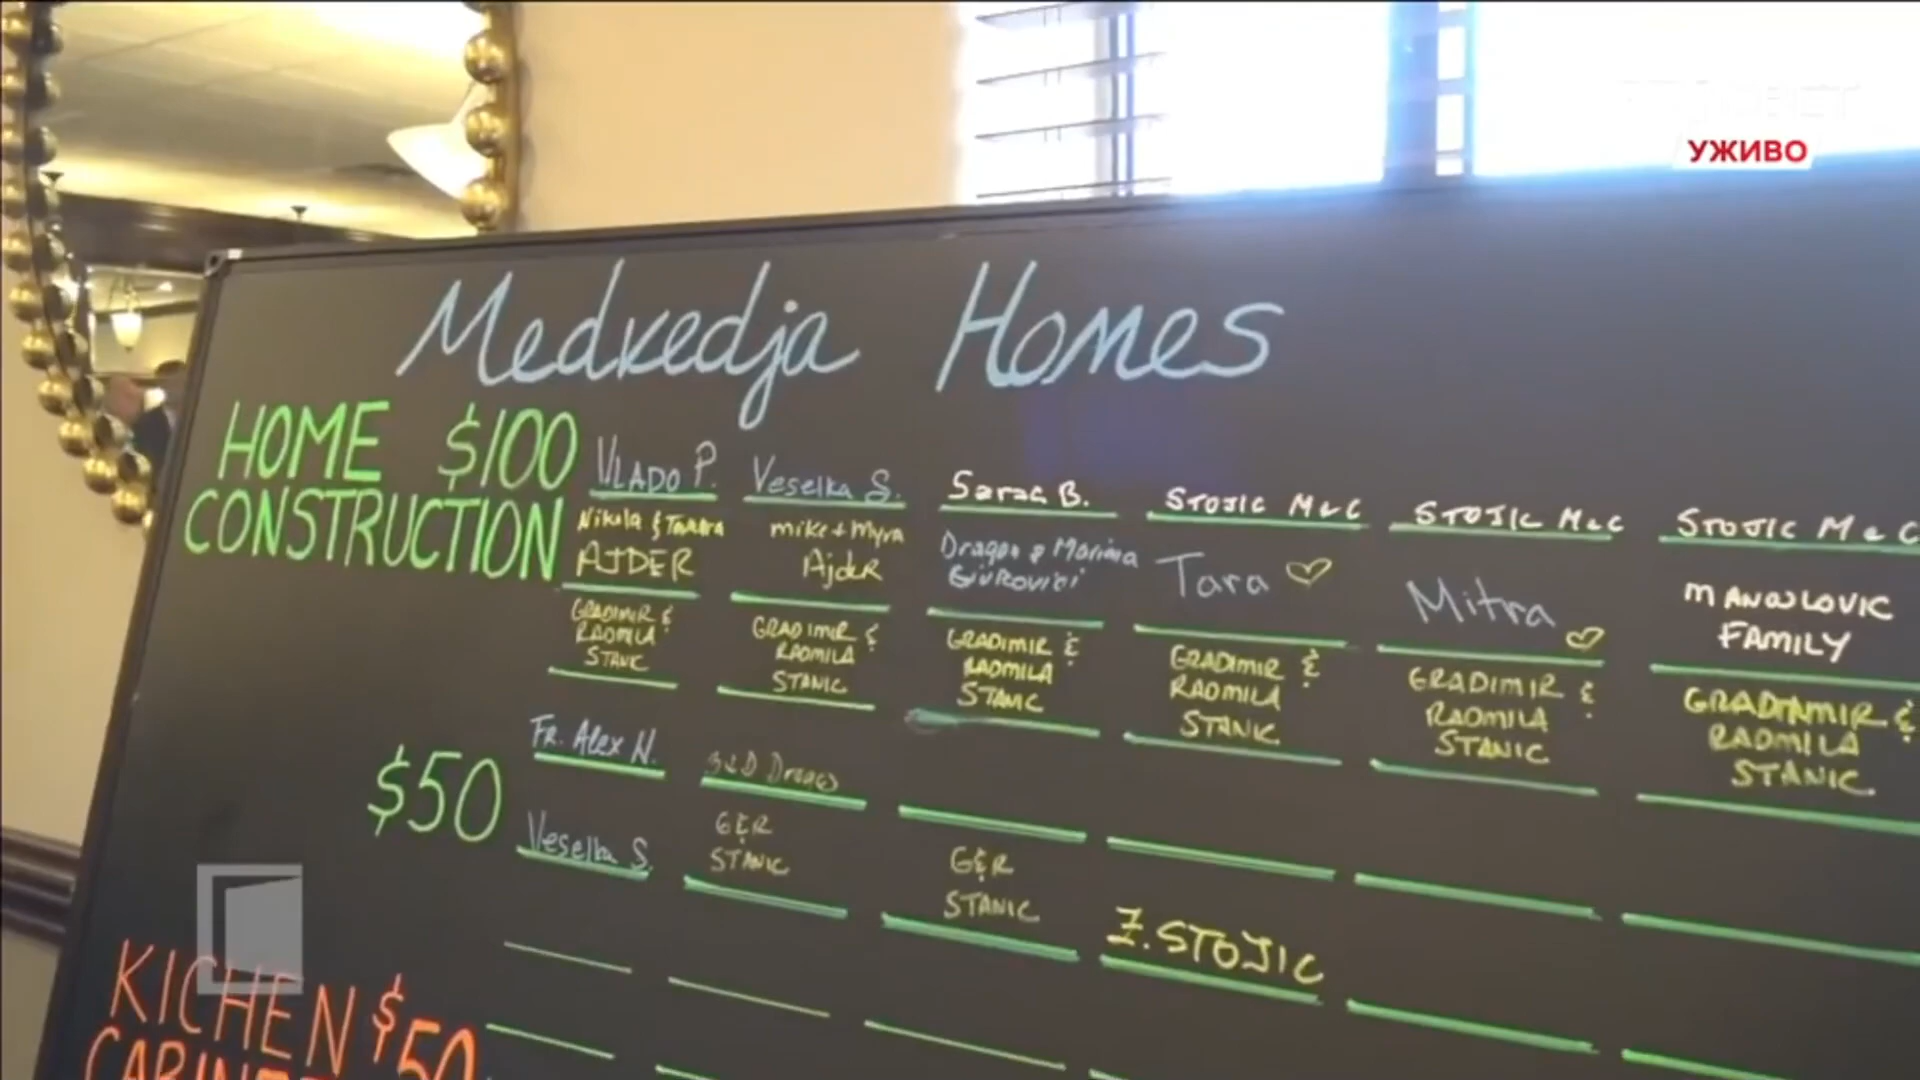 УЖИВО
Medvedja Homes
HOME $100
CONSTRUCTION
VLADO P.
Veselka S.
Sarac B.
STOJIC M&C
STOJIC M&C
STOJIC M&C
Nikola & Tamara
AJDER
mike + Myra
Ajder
Dragan & Marina
Tara
Mitra
MANOJLOVIC
FAMILY
GRADIMIR &
RADMILA
STANIC
GRADIMIR &
RADMILA
STANIC
GRADIMIR &
RADMILA
STANIC
GRADIMIR &
RADMILA
STANIC
GRADIMIR &
RADMILA
STANIC
GRADIMIR &
RADMILA
STANIC
$50
Fr. Alex N.
Veselka S.
G&R
STANIC
G&R
STANIC
Z. STOJIC
KICHEN $50